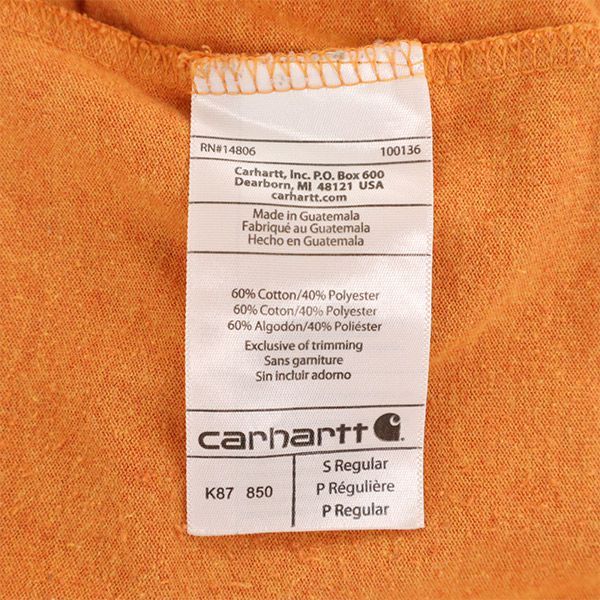 RN#14806 100136
Carhartt, Inc. P.O. Box 600
Dearborn, MI 48121 USA
carhartt.com
Made in Guatemala
Fabriqué au Guatemala
Hecho en Guatemala
60% Cotton/40% Polyester
60% Coton/40% Polyester
60% Algodón/40% Poliéster
Exclusive of trimming
Sans garniture
Sin incluir adorno
carhartt
K87 850
S Regular
P Régulière
P Regular